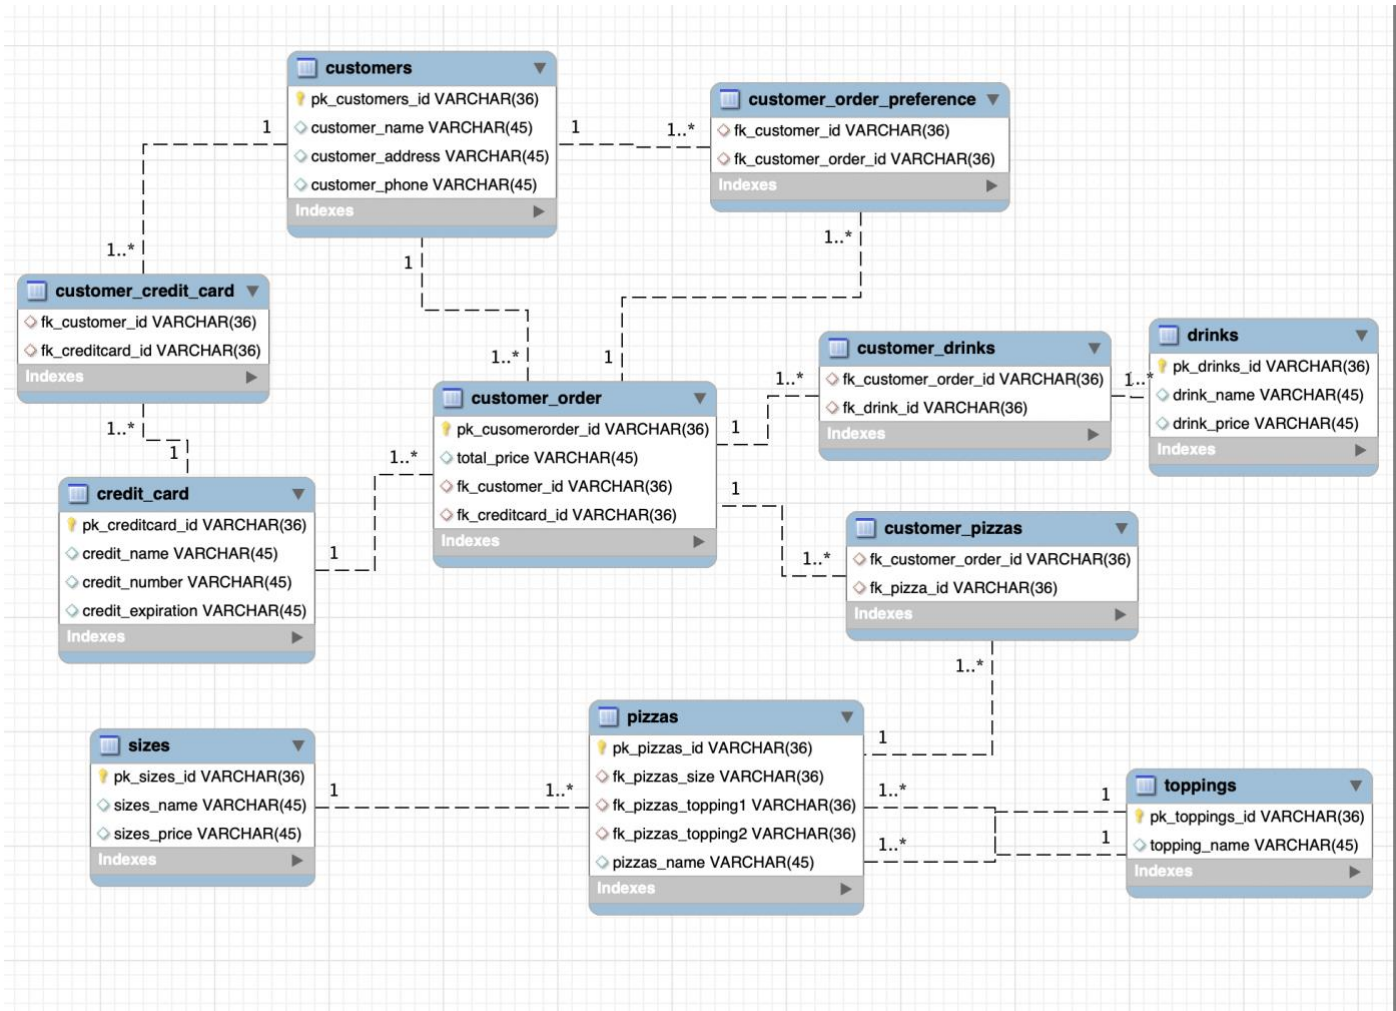 customers
pk_customers_id VARCHAR(36)
customer_name VARCHAR(45)
customer_address VARCHAR(45)
customer_phone VARCHAR(45)
Indexes
1
1..*
1
1..*
1
1..*
customer_order_preference
fk_customer_id VARCHAR(36)
fk_customer_order_id VARCHAR(36)
Indexes
1..*
1
customer_credit_card
fk_customer_id VARCHAR(36)
fk_creditcard_id VARCHAR(36)
Indexes
1..*
1
credit_card
pk_creditcard_id VARCHAR(36)
credit_name VARCHAR(45)
credit_number VARCHAR(45)
credit_expiration VARCHAR(45)
Indexes
1
1..*
customer_order
pk_cusomerorder_id VARCHAR(36)
total_price VARCHAR(45)
fk_customer_id VARCHAR(36)
fk_creditcard_id VARCHAR(36)
Indexes
1
1..*
1
1..*
customer_drinks
fk_customer_order_id VARCHAR(36)
fk_drink_id VARCHAR(36)
Indexes
1..*
drinks
pk_drinks_id VARCHAR(36)
drink_name VARCHAR(45)
drink_price VARCHAR(45)
Indexes
customer_pizzas
fk_customer_order_id VARCHAR(36)
fk_pizza_id VARCHAR(36)
Indexes
1..*
1
sizes
pk_sizes_id VARCHAR(36)
sizes_name VARCHAR(45)
sizes_price VARCHAR(45)
Indexes
1
1..*
pizzas
pk_pizzas_id VARCHAR(36)
fk_pizzas_size VARCHAR(36)
fk_pizzas_topping1 VARCHAR(36)
fk_pizzas_topping2 VARCHAR(36)
pizzas_name VARCHAR(45)
Indexes
1..*
1
1..*
1
toppings
pk_toppings_id VARCHAR(36)
topping_name VARCHAR(45)
Indexes